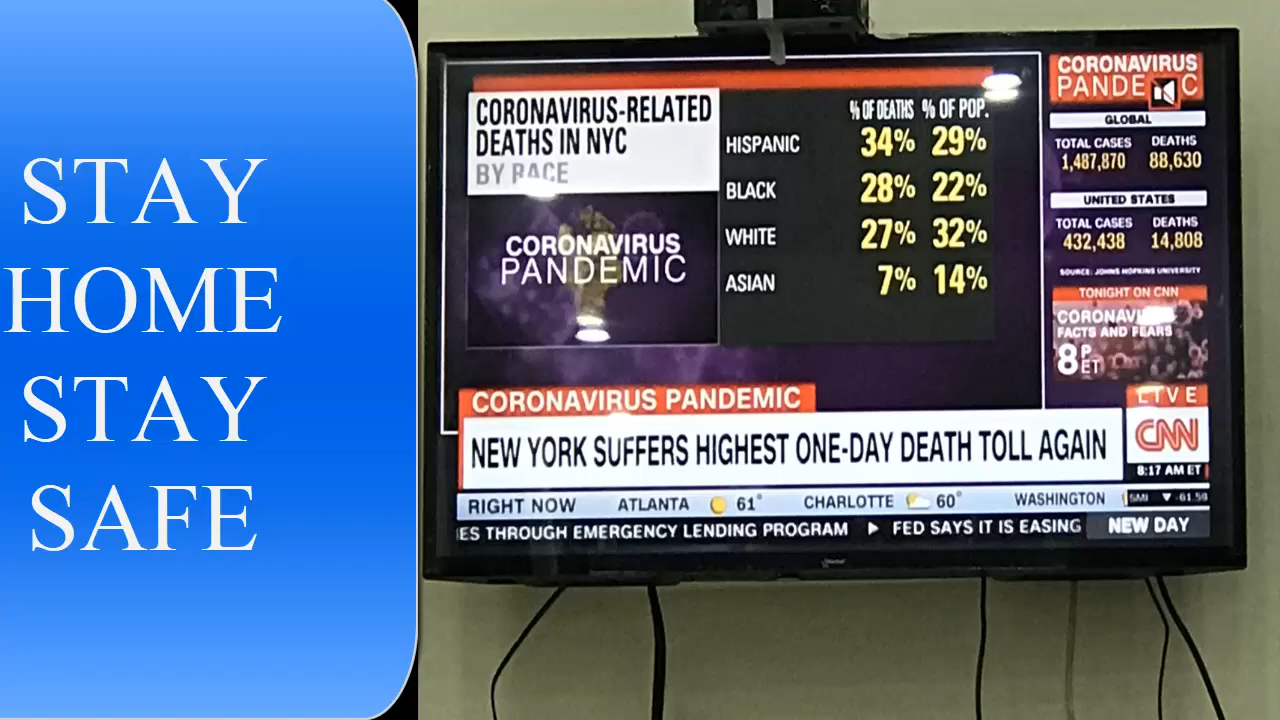 STAY
HOME
STAY
SAFE
CORONAVIRUS-RELATED
DEATHS IN NYC
BY RACE
CORONAVIRUS
PANDEMIC
% OF DEATHS % OF POP.
HISPANIC 34% 29%
BLACK 28% 22%
WHITE 27% 32%
ASIAN 7% 14%
CORONAVIRUS
PANDE C
GLOBAL
TOTAL CASES DEATHS
1,487,870 88,630
UNITED STATES
TOTAL CASES DEATHS
432,438 14,808
SOURCE: JOHNS HOPKINS UNIVERSITY
TONIGHT ON CNN
CORONAVIRUS
FACTS AND FEARS
8P ET
LIVE
CNN
8:17 AM ET
CORONAVIRUS PANDEMIC
NEW YORK SUFFERS HIGHEST ONE-DAY DEATH TOLL AGAIN
RIGHT NOW ATLANTA 61° CHARLOTTE 60° WASHINGTON SMI ▼ -61.59
ES THROUGH EMERGENCY LENDING PROGRAM ▶ FED SAYS IT IS EASING NEW DAY